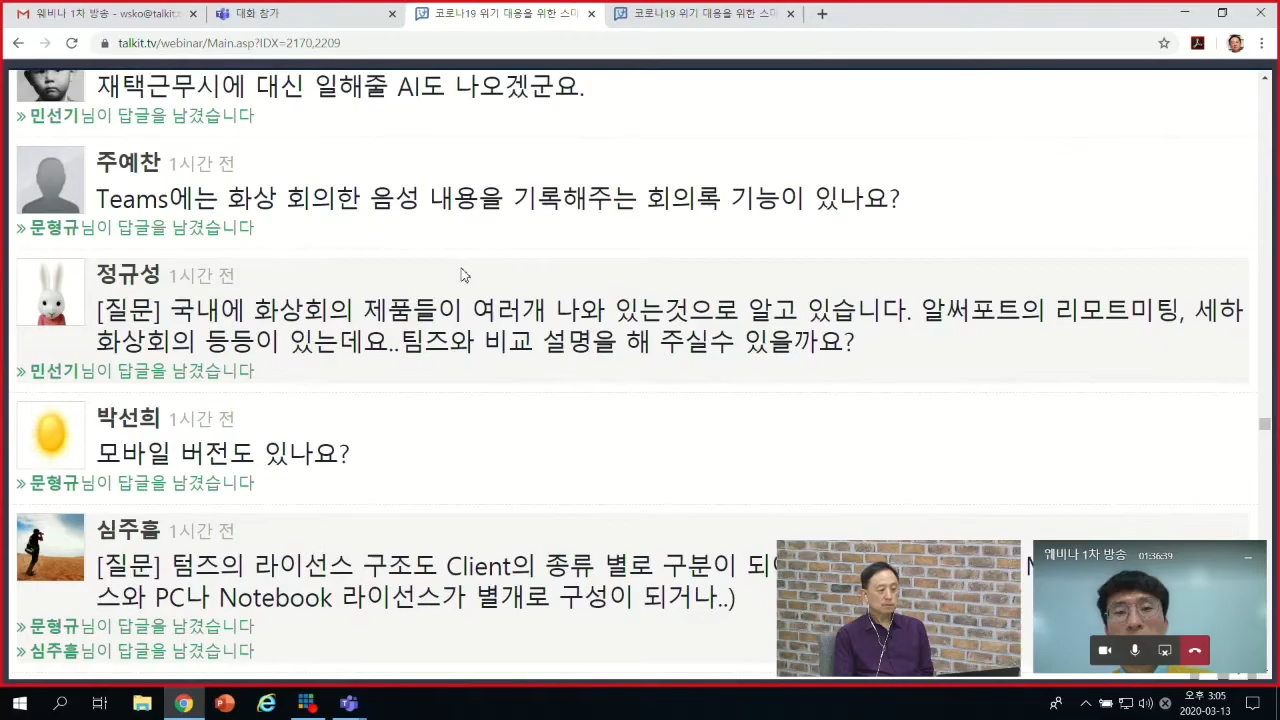 웨비나 1차 방송 - wsko@talkit.
대화 참가
코로나19 위기 대응을 위한 스마
코로나19 위기 대응을 위한 스마
talkit.tv/webinar/Main.asp?IDX=2170,2209
재택근무시에 대신 일해줄 AI도 나오겠군요.
» 민선기님이 답글을 남겼습니다
주예찬 1시간 전
Teams에는 화상 회의한 음성 내용을 기록해주는 회의록 기능이 있나요?
» 문형규님이 답글을 남겼습니다
정규성 1시간 전
[질문] 국내에 화상회의 제품들이 여러개 나와 있는것으로 알고 있습니다. 알써포트의 리모트미팅, 세하
화상회의 등등이 있는데요..팀즈와 비교 설명을 해 주실수 있을까요?
» 민선기님이 답글을 남겼습니다
박선희 1시간 전
모바일 버전도 있나요?
» 문형규님이 답글을 남겼습니다
심주흠 1시간 전
[질문] 텀즈의 라이선스 구조도 Client의 종류 별로 구분이 되
스와 PC나 Notebook 라이선스가 별개로 구성이 되거나..)
» 문형규님이 답글을 남겼습니다
» 심주흠님이 답글을 남겼습니다
웨비나 1차 방송 01:36:39
오후 3:05
2020-03-13